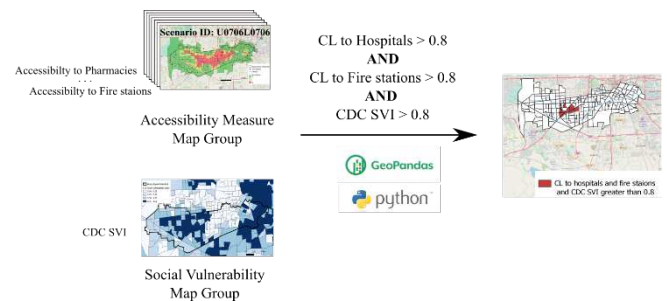 Scenario ID: U0706L0706
Accessibilty to Pharmacies
...
Accessibilty to Fire staions
Accessibility Measure
Map Group
CDC SVI
Social Vulnerability
Map Group
CL to Hospitals > 0.8
AND
CL to Fire stations > 0.8
AND
CDC SVI > 0.8
GeoPandas
python
CL to hospitals and fire staions
and CDC SVI greater than 0.8